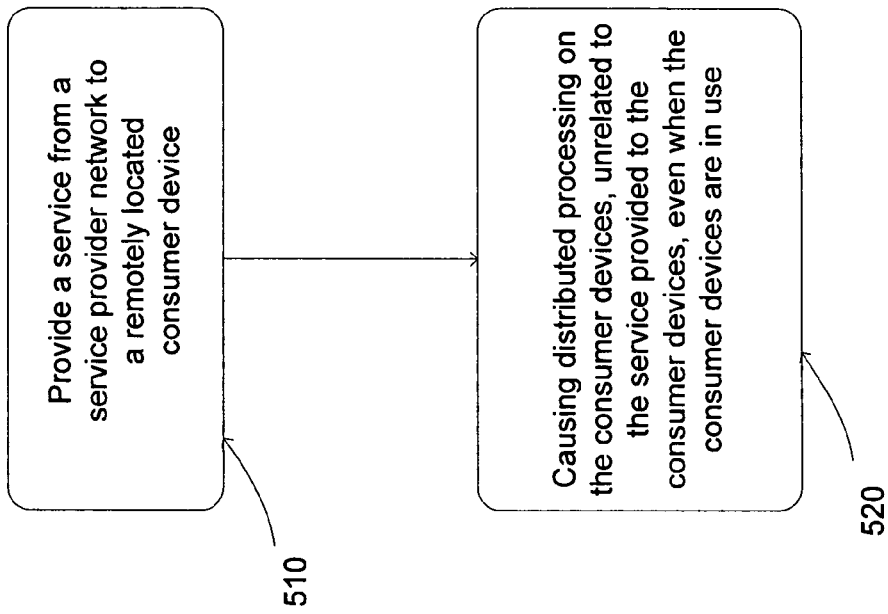 Provide a service from a
service provider network to
a remotely located
consumer device
510
Causing distributed processing on
the consumer devices, unrelated to
the service provided to the
consumer devices, even when the
consumer devices are in use
520